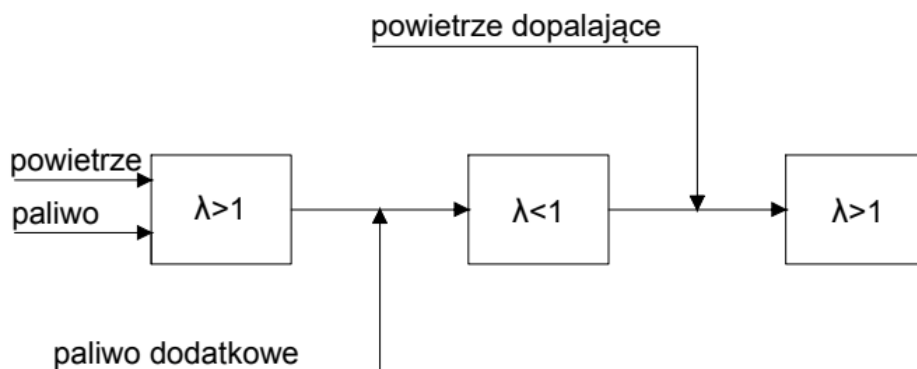 powietrze dopalające
powietrze
paliwo
λ>1
λ<1
λ>1
paliwo dodatkowe